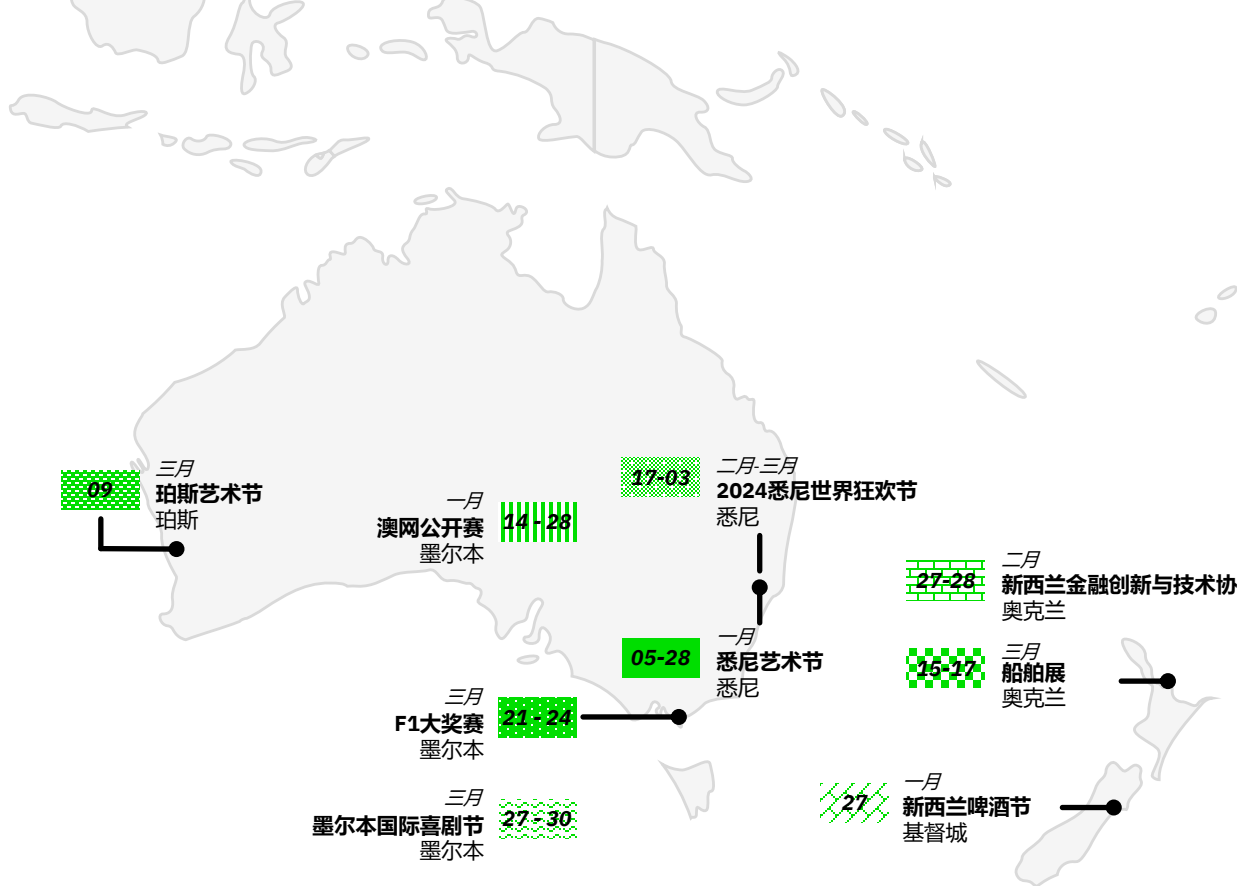 09
三月
珀斯艺术节
珀斯
一月
澳网公开赛
墨尔本
14 - 28
17-03
二月-三月
2024悉尼世界狂欢节
悉尼
27-28
二月
新西兰金融创新与技术协
奥克兰
05-28
一月
悉尼艺术节
悉尼
15-17
三月
船舶展
奥克兰
三月
F1大奖赛
墨尔本
21 - 24
三月
墨尔本国际喜剧节
墨尔本
27 - 30
27
一月
新西兰啤酒节
基督城